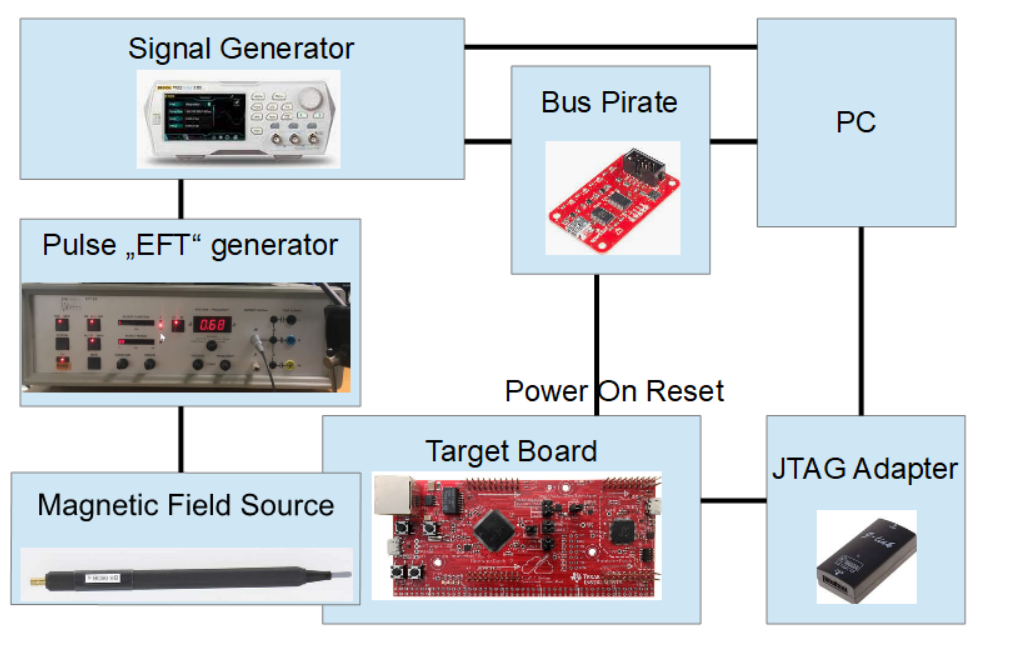 Signal Generator
Bus Pirate
PC
Pulse „EFT“ generator
0.68
Power On Reset
Target Board
JTAG Adapter
Magnetic Field Source
J-Link